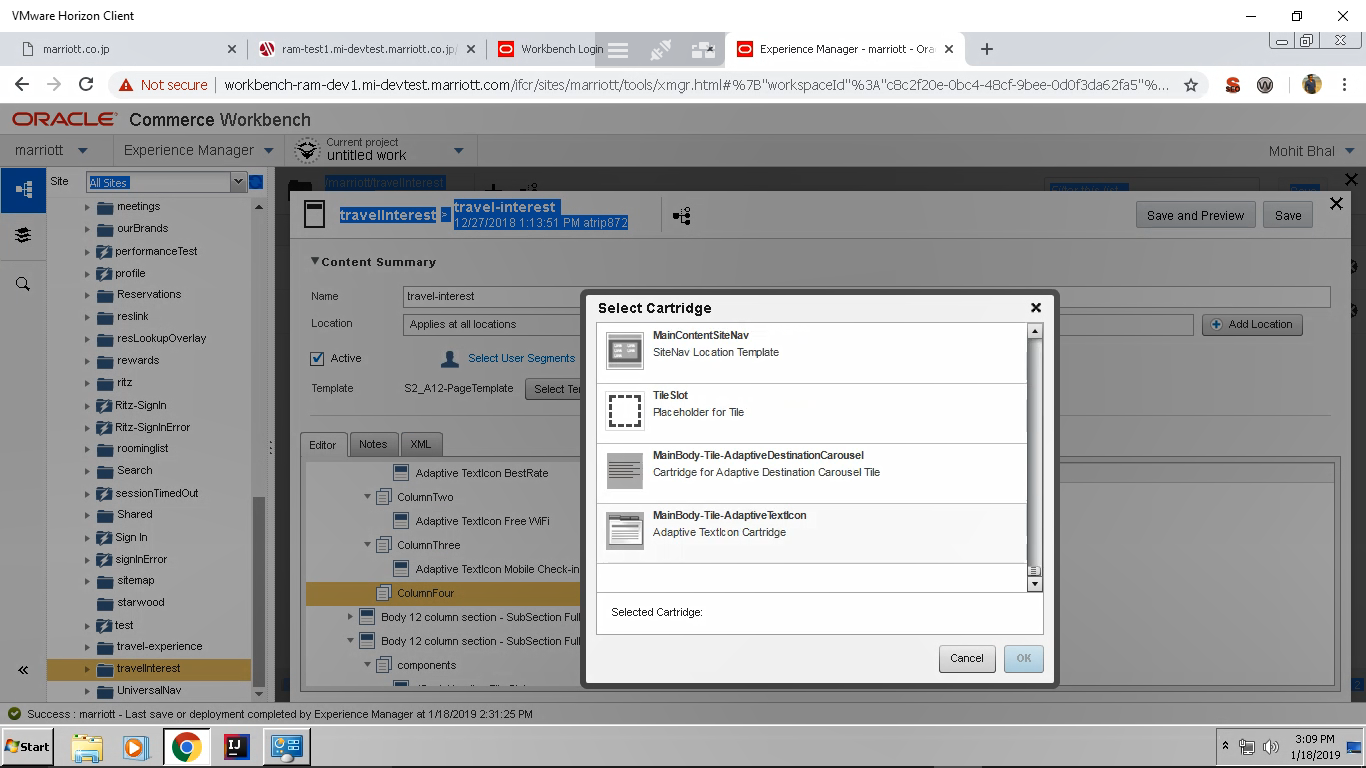 VMware Horizon Client
marriott.co.jp
ram-test1.mi-devtest.marriott.co.jp/
Workbench Login
Experience Manager - marriott - Ora
Not secure
workbench-ram-dev1.mi-devtest.marriott.com/ifcr/sites/marriott/tools/xmgr.html#%7B"workspaceId"%3A"c8c2f20e-0bc4-48cf-9bee-0d0f3da62fa5"%...
ORACLE Commerce Workbench
marriott
Experience Manager
Current project
untitled work
Mohit Bhal
Site
All Sites
/marriott/travelInterest
meetings
ourBrands
performanceTest
profile
Reservations
reslink
resLookupOverlay
rewards
ritz
Ritz-SignIn
Ritz-SignInError
roominglist
Search
sessionTimedOut
Shared
Sign In
signInError
sitemap
starwood
test
travel-experience
travelInterest
UniversalNav
travelInterest > travel-interest
12/27/2018 1:13:51 PM atrip872
Save and Preview
Save
Content Summary
Name
travel-interest
Location
Applies at all locations
Add Location
Active
Select User Segments
Template
S2_A12-PageTemplate
Select Te
Editor
Notes
XML
Adaptive TextIcon BestRate
ColumnTwo
Adaptive TextIcon Free WiFi
ColumnThree
Adaptive TextIcon Mobile Check-in
ColumnFour
Body 12 column section - SubSection Full
Body 12 column section - SubSection Full
components
Select Cartridge
MainContentSiteNav
SiteNav Location Template
TileSlot
Placeholder for Tile
MainBody-Tile-AdaptiveDestinationCarousel
Cartridge for Adaptive Destination Carousel Tile
MainBody-Tile-AdaptiveTextIcon
Adaptive TextIcon Cartridge
Selected Cartridge:
Cancel
OK
Success : marriott - Last save or deployment completed by Experience Manager at 1/18/2019 2:31:25 PM
Start
3:09 PM
1/18/2019